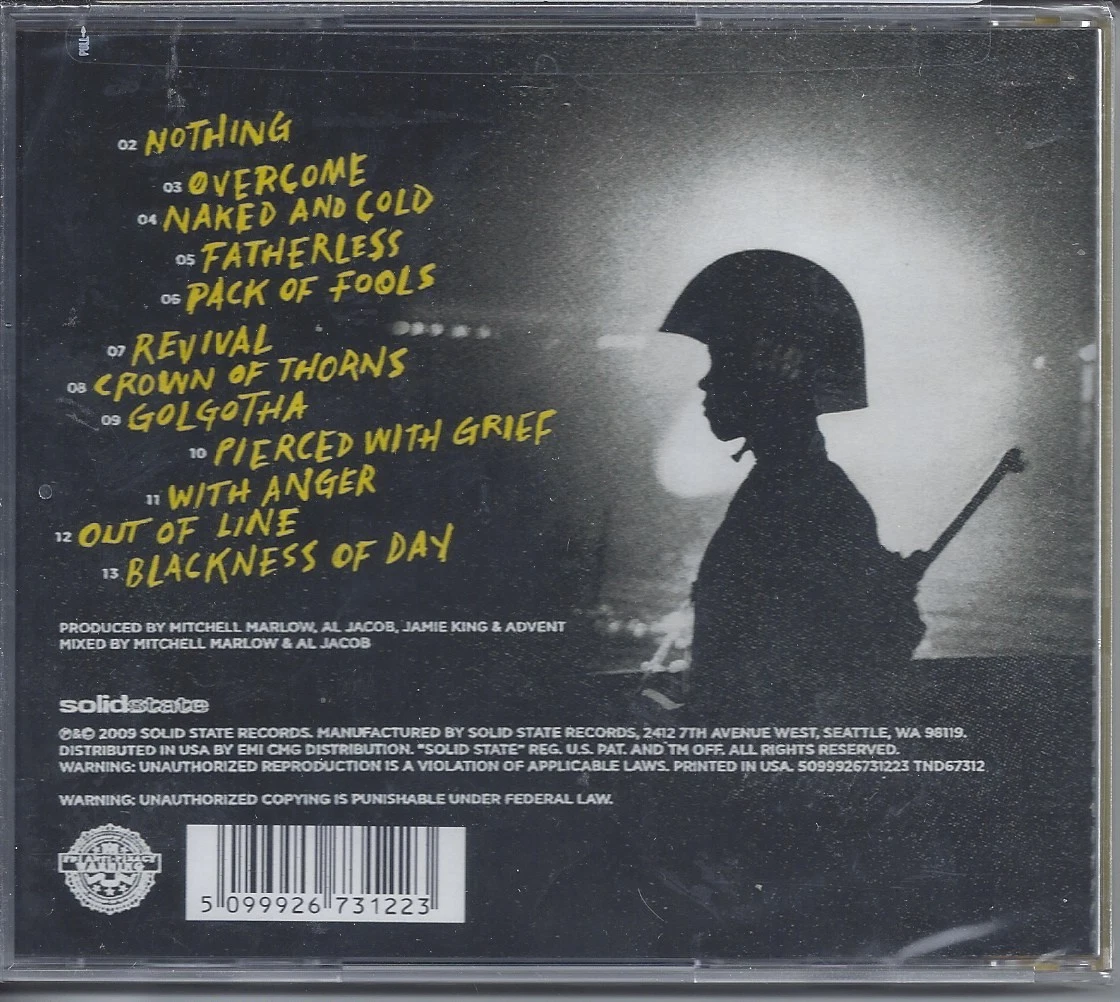 PULL
02 NOTHING
03 OVERCOME
04 NAKED AND COLD
05 FATHERLESS
06 PACK OF FOOLS
07 REVIVAL
08 CROWN OF THORNS
09 GOLGOTHA
10 PIERCED WITH GRIEF
11 WITH ANGER
12 OUT OF LINE
13 BLACKNESS OF DAY
PRODUCED BY MITCHELL MARLOW, AL JACOB, JAMIE KING & ADVENT
MIXED BY MITCHELL MARLOW & AL JACOB
solidstate
℗&© 2009 SOLID STATE RECORDS. MANUFACTURED BY SOLID STATE RECORDS, 2412 7TH AVENUE WEST, SEATTLE, WA 98119.
DISTRIBUTED IN USA BY EMI CMG DISTRIBUTION. "SOLID STATE" REG. U.S. PAT. AND TM OFF. ALL RIGHTS RESERVED.
WARNING: UNAUTHORIZED REPRODUCTION IS A VIOLATION OF APPLICABLE LAWS. PRINTED IN USA. 5099926731223 TND67312
WARNING: UNAUTHORIZED COPYING IS PUNISHABLE UNDER FEDERAL LAW.
FBI ANTI-PIRACY
WARNING
5 099926 731223